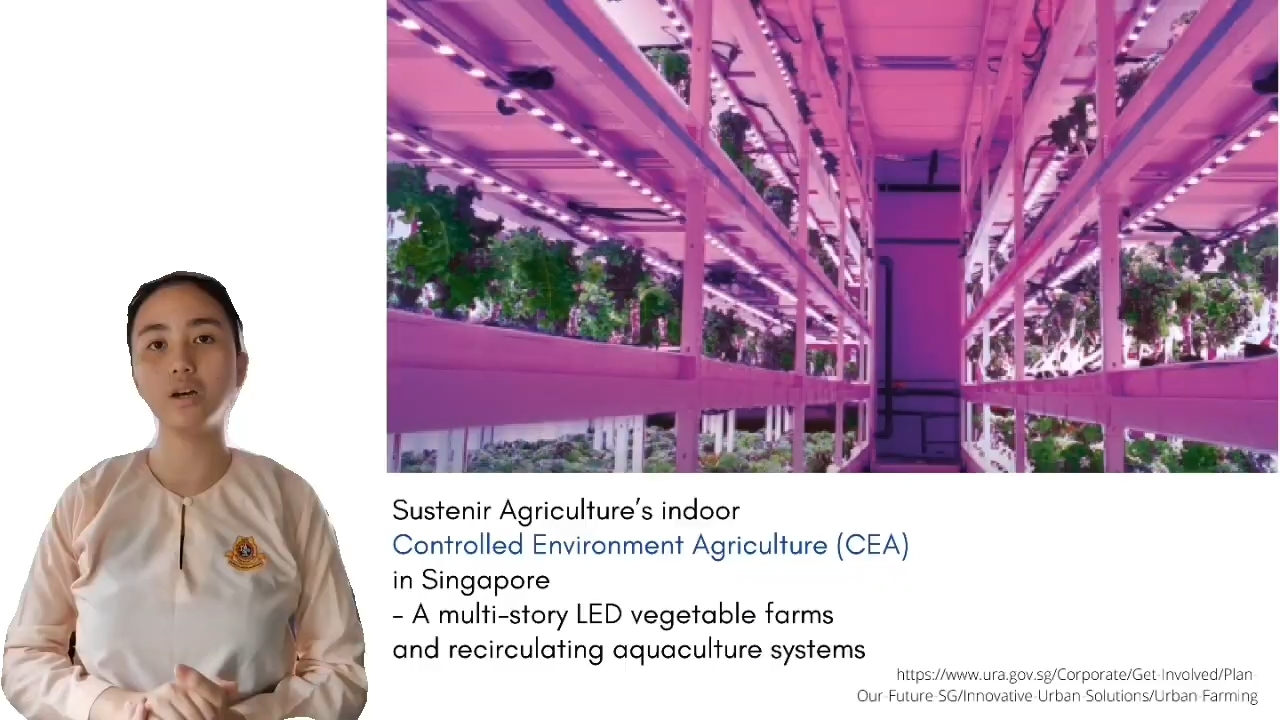 Sustenir Agriculture's indoor
Controlled Environment Agriculture (CEA)
in Singapore
- A multi-story LED vegetable farms
and recirculating aquaculture systems
https://www.ura.gov.sg/Corporate/Get-Involved/Plan-
Our-Future-SG/Innovative-Urban-Solutions/Urban-Farming